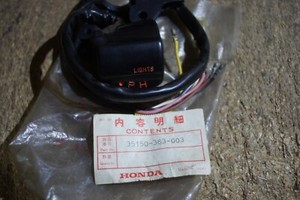 LIGHTS
P H
内容明細
CONTENTS
35150-383-003
HONDA